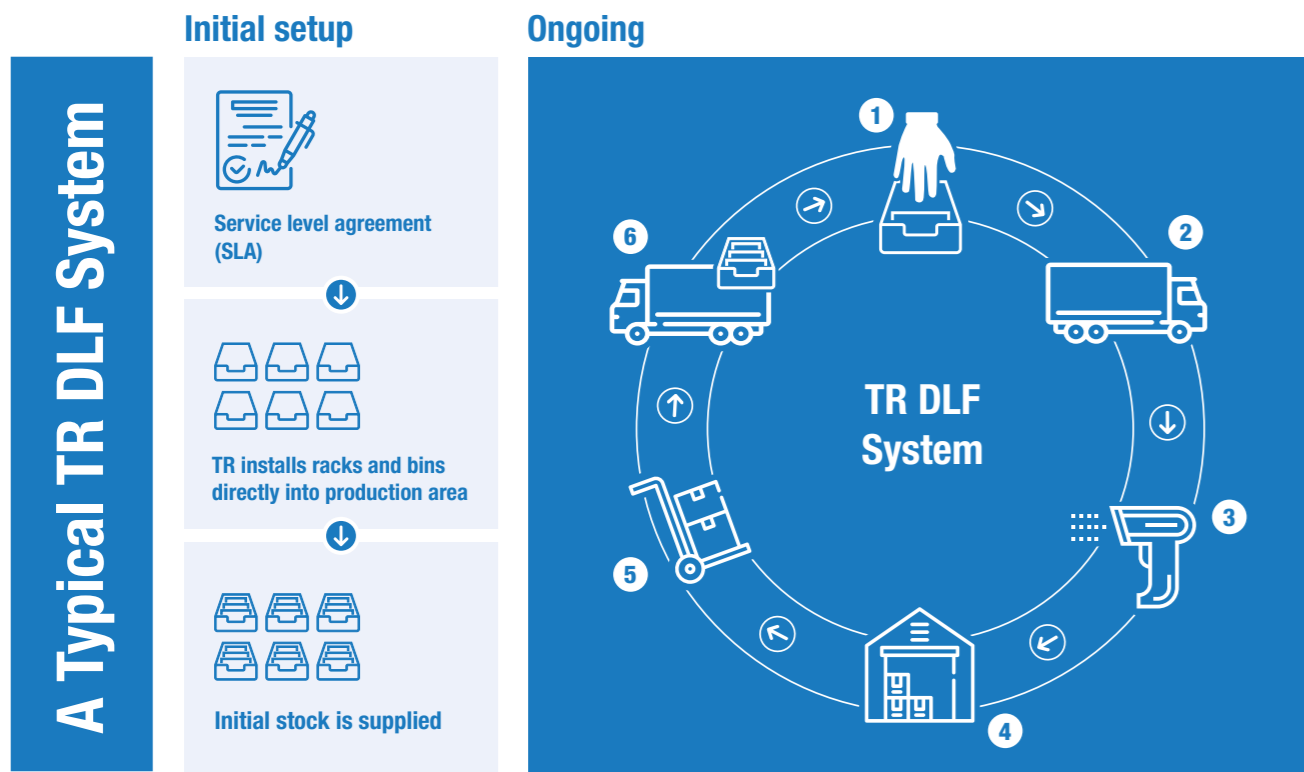 A Typical TR DLF System
Initial setup
Service level agreement
(SLA)
TR installs racks and bins
directly into production area
Initial stock is supplied
Ongoing
1
2
3
4
5
6
TR DLF
System